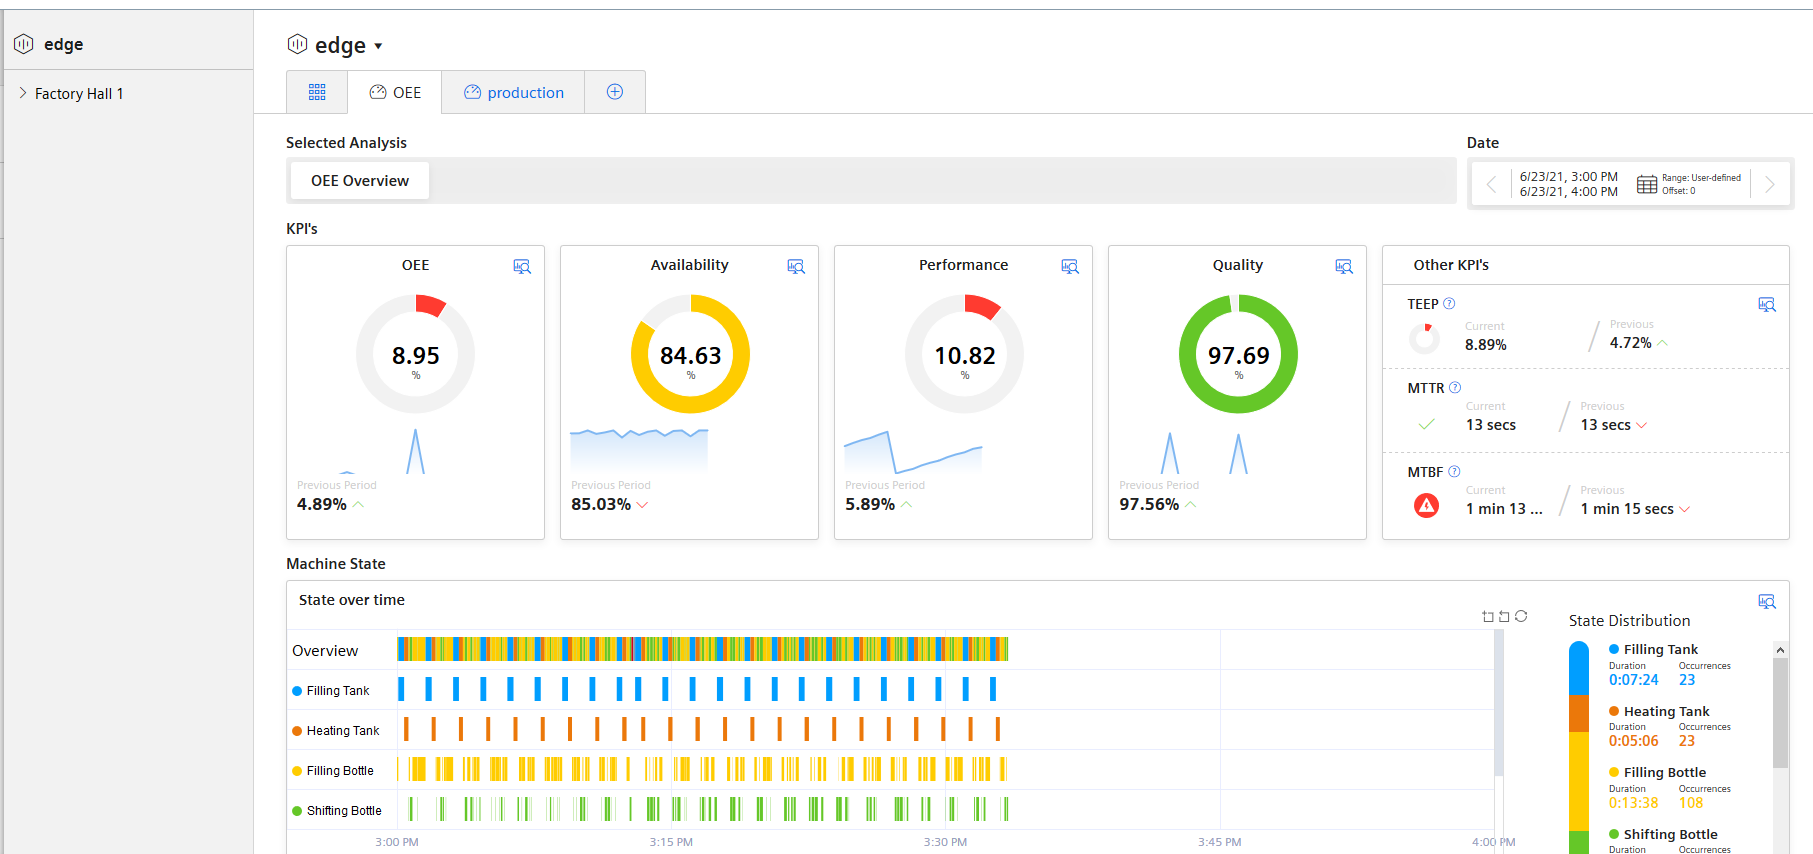 edge
Factory Hall 1
edge
OEE
production
Selected Analysis
OEE Overview
Date
6/23/21, 3:00 PM
6/23/21, 4:00 PM
Range: User-defined
Offset: 0
KPI's
OEE
8.95
%
Previous Period
4.89%
Availability
84.63
%
Previous Period
85.03%
Performance
10.82
%
Previous Period
5.89%
Quality
97.69
%
Previous Period
97.56%
Other KPI's
TEEP ?
Current
8.89%
Previous
4.72%
MTTR ?
Current
13 secs
Previous
13 secs
MTBF ?
Current
1 min 13 ...
Previous
1 min 15 secs
Machine State
State over time
Overview
Filling Tank
Heating Tank
Filling Bottle
Shifting Bottle
3:00 PM
3:15 PM
3:30 PM
3:45 PM
4:00 PM
State Distribution
Filling Tank
Duration Occurrences
0:07:24 23
Heating Tank
Duration Occurrences
0:05:06 23
Filling Bottle
Duration Occurrences
0:13:38 108
Shifting Bottle
Duration Occurrences